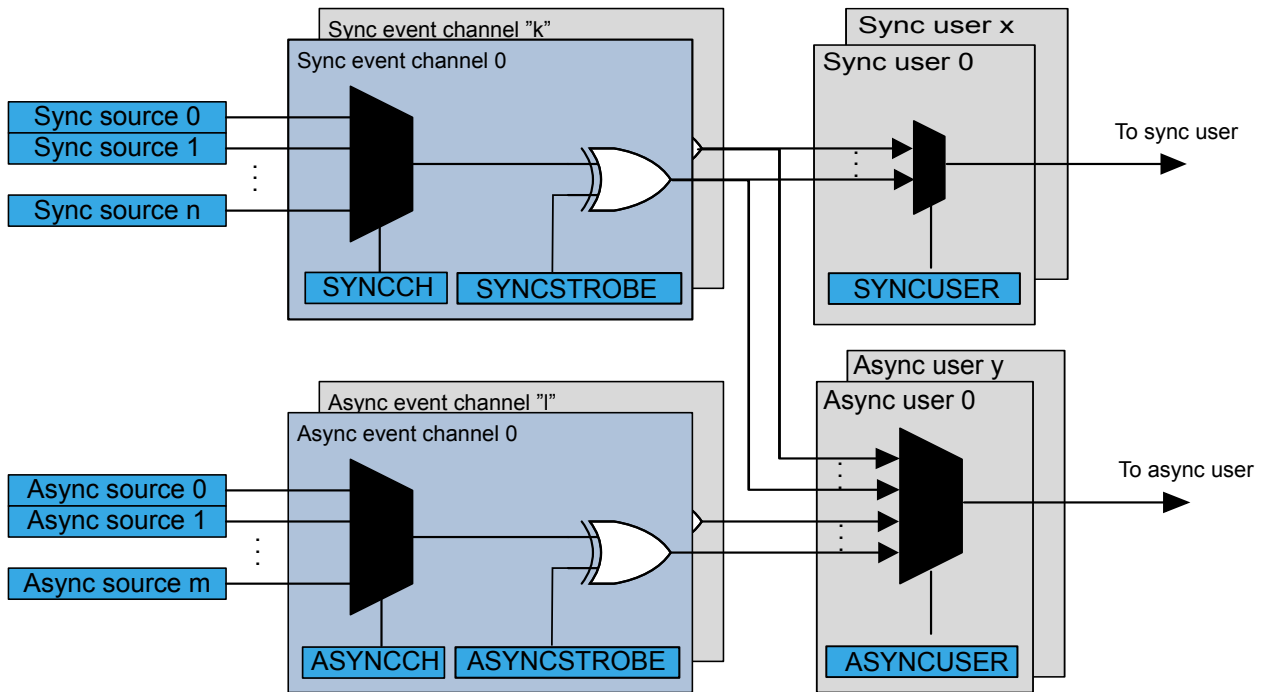 Sync event channel ”k”
Sync event channel 0
Sync source 0
Sync source 1
Sync source n
SYNCCH
SYNCSTROBE
Sync user x
Sync user 0
SYNCUSER
To sync user
Async event channel ”l”
Async event channel 0
Async source 0
Async source 1
Async source m
ASYNCCH
ASYNCSTROBE
Async user y
Async user 0
ASYNCUSER
To async user